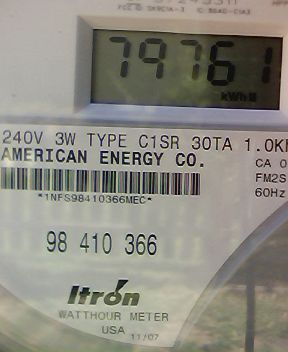 79761
kWh
240V 3W TYPE C1SR 30TA 1.0K
AMERICAN ENERGY CO.
CA 0
FM2S
60Hz
*1NFS98410366MEC*
98 410 366
Itron
WATTHOUR METER
USA 11/07